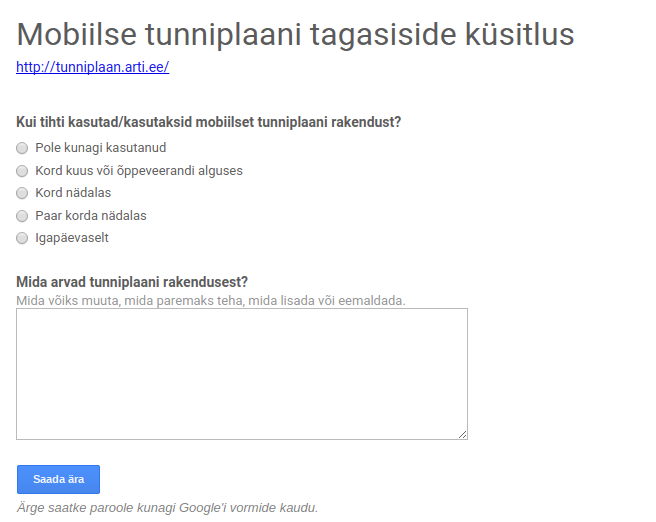 Mobiilse tunniplaani tagasiside küsitlus
http://tunniplaan.arti.ee/
Kui tihti kasutad/kasutaksid mobiilset tunniplaani rakendust?
Pole kunagi kasutanud
Kord kuus või õppeveerandi alguses
Kord nädalas
Paar korda nädalas
Igapäevaselt
Mida arvad tunniplaani rakendusest?
Mida võiks muuta, mida paremaks teha, mida lisada või eemaldada.
Saada ära
Ärge saatke paroole kunagi Google'i vormide kaudu.